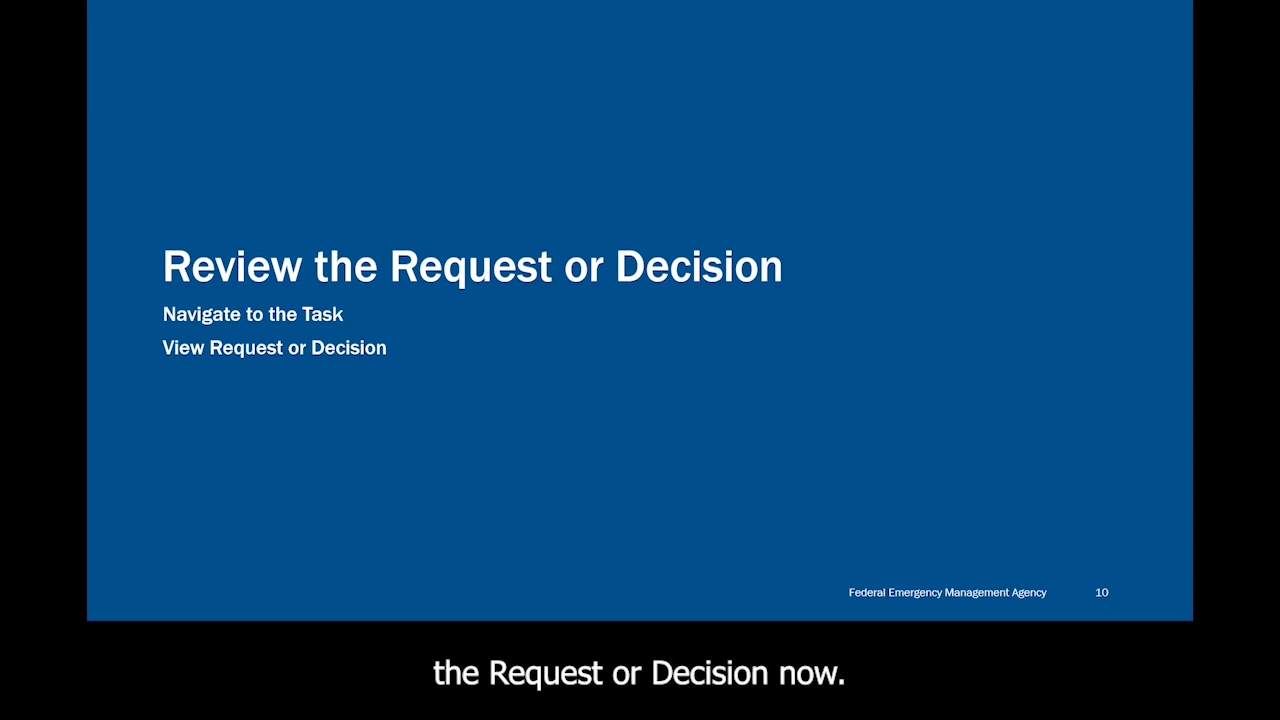 Review the Request or Decision
Navigate to the Task
View Request or Decision
Federal Emergency Management Agency 10
the Request or Decision now.